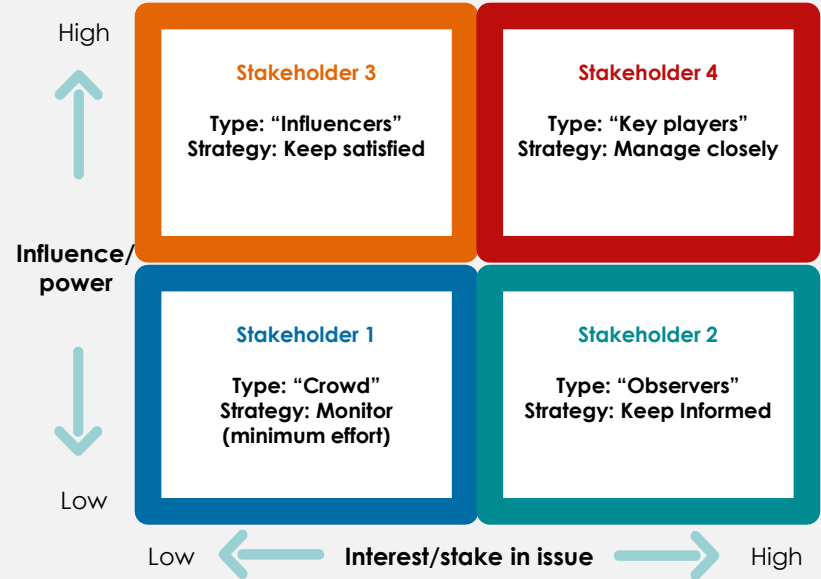 High
Stakeholder 3
Type: “Influencers”
Strategy: Keep satisfied
Stakeholder 4
Type: “Key players”
Strategy: Manage closely
Influence/
power
Stakeholder 1
Type: “Crowd”
Strategy: Monitor
(minimum effort)
Stakeholder 2
Type: “Observers”
Strategy: Keep Informed
Low
Low
Interest/stake in issue
High